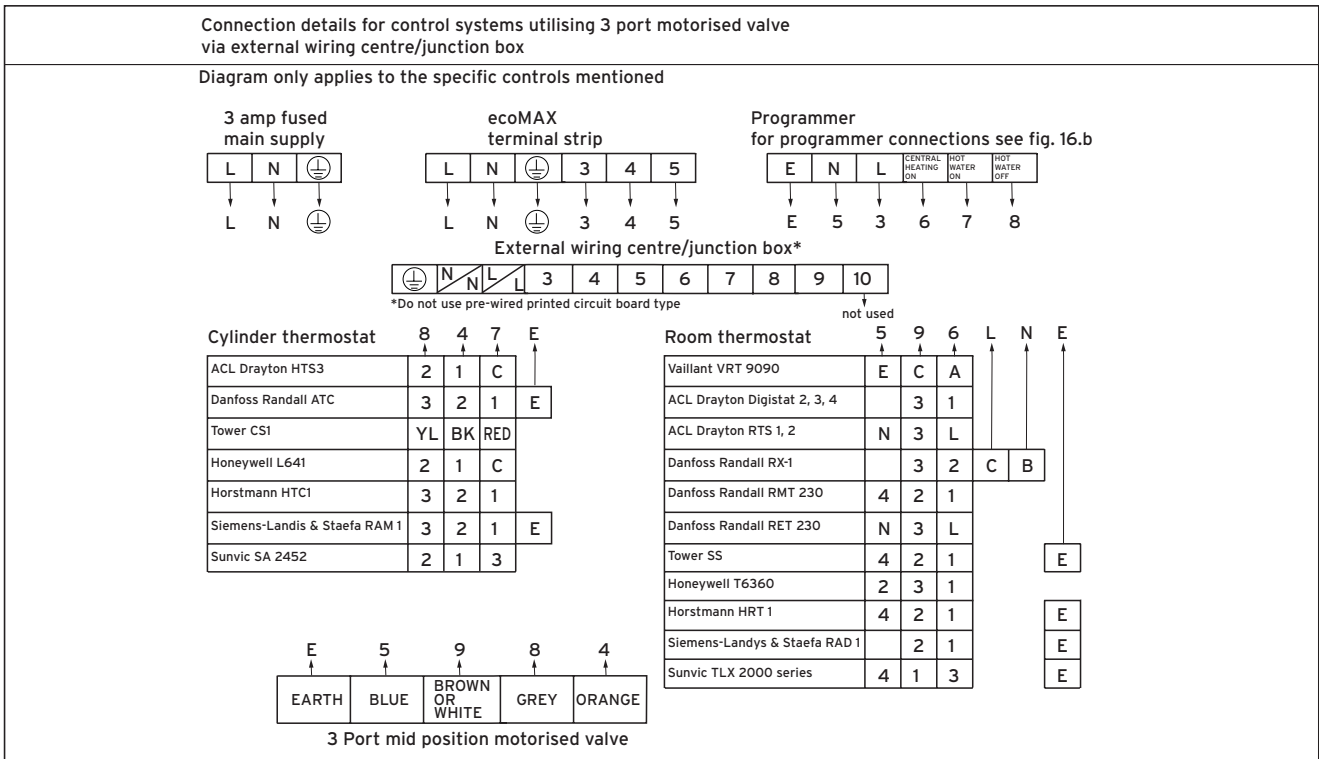 Connection details for control systems utilising 3 port motorised valve
via external wiring centre/junction box
Diagram only applies to the specific controls mentioned
3 amp fused
main supply
L N
L N
ecoMAX
terminal strip
L N 3 4 5
L N 3 4 5
Programmer
for programmer connections see fig. 16.b
E N L CENTRAL HEATING ON HOT WATER ON HOT WATER OFF
E 5 3 6 7 8
External wiring centre/junction box*
N N L L 3 4 5 6 7 8 9 10
*Do not use pre-wired printed circuit board type
not used
Cylinder thermostat 8 4 7 E
ACL Drayton HTS3 2 1 C
Danfoss Randall ATC 3 2 1 E
Tower CS1 YL BK RED
Honeywell L641 2 1 C
Horstmann HTC1 3 2 1
Siemens-Landis & Staefa RAM 1 3 2 1 E
Sunvic SA 2452 2 1 3
Room thermostat 5 9 6 L N E
Vaillant VRT 9090 E C A
ACL Drayton Digistat 2, 3, 4 3 1
ACL Drayton RTS 1, 2 N 3 L
Danfoss Randall RX-1 3 2 C B
Danfoss Randall RMT 230 4 2 1
Danfoss Randall RET 230 N 3 L
Tower SS 4 2 1 E
Honeywell T6360 2 3 1
Horstmann HRT 1 4 2 1 E
Siemens-Landys & Staefa RAD 1 2 1 E
Sunvic TLX 2000 series 4 1 3 E
E 5 9 8 4
EARTH BLUE BROWN OR WHITE GREY ORANGE
3 Port mid position motorised valve